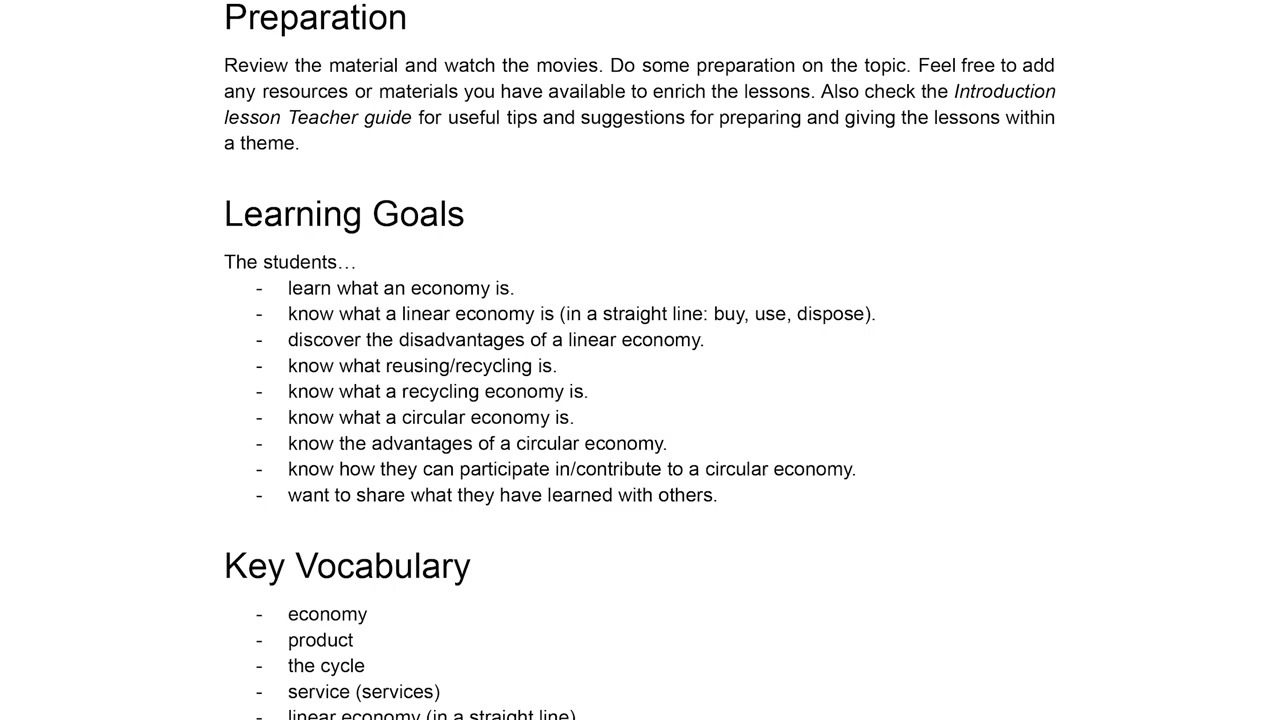 Preparation
Review the material and watch the movies. Do some preparation on the topic. Feel free to add
any resources or materials you have available to enrich the lessons. Also check the Introduction
lesson Teacher guide for useful tips and suggestions for preparing and giving the lessons within
a theme.
Learning Goals
The students…
- learn what an economy is.
- know what a linear economy is (in a straight line: buy, use, dispose).
- discover the disadvantages of a linear economy.
- know what reusing/recycling is.
- know what a recycling economy is.
- know what a circular economy is.
- know the advantages of a circular economy.
- know how they can participate in/contribute to a circular economy.
- want to share what they have learned with others.
Key Vocabulary
- economy
- product
- the cycle
- service (services)
- linear economy (in a straight line)